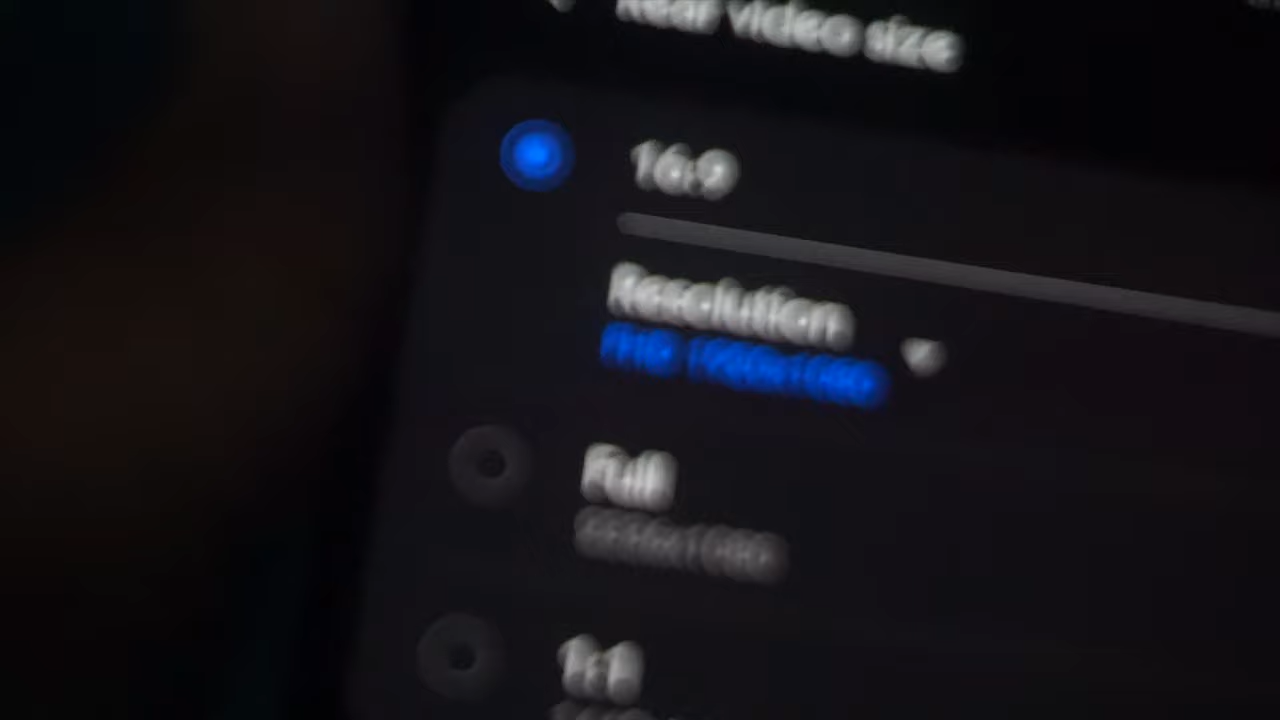 Rear video size
16:9
Resolution
FHD 1920x1080
Full
1:1